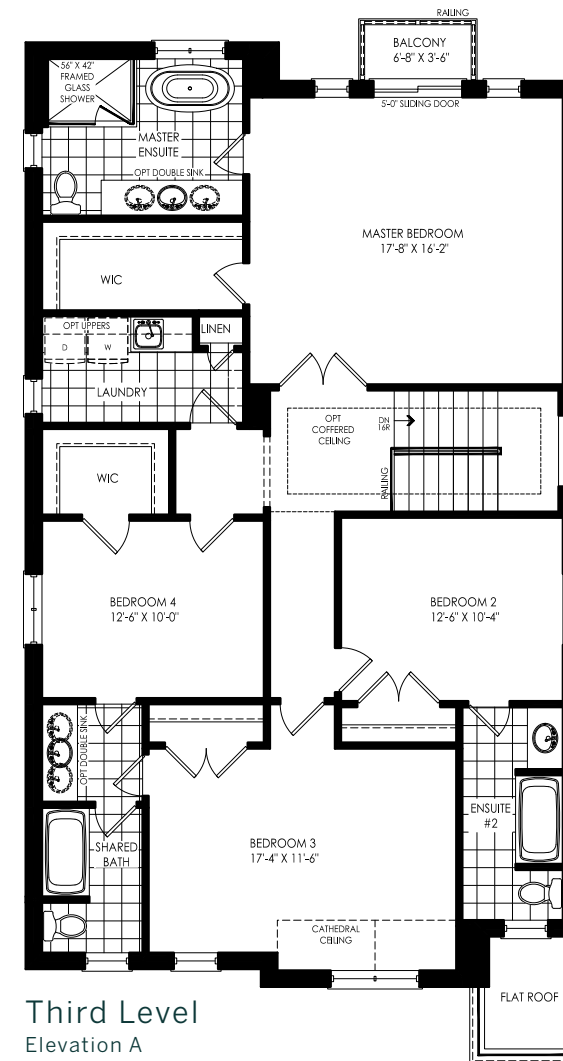 RAILING
BALCONY
6'-8" X 3'-6"
5'-0" SLIDING DOOR
56" X 42"
FRAMED
GLASS
SHOWER
MASTER
ENSUITE
OPT DOUBLE SINK
MASTER BEDROOM
17'-8" X 16'-2"
WIC
OPT UPPERS
D
W
LINEN
LAUNDRY
OPT
COFFERED
CEILING
DN
16R
RAILING
WIC
BEDROOM 4
12'-6" X 10'-0"
BEDROOM 2
12'-6" X 10'-4"
OPT DOUBLE SINK
SHARED
BATH
BEDROOM 3
17'-4" X 11'-6"
ENSUITE
#2
CATHEDRAL
CEILING
FLAT ROOF
Third Level
Elevation A